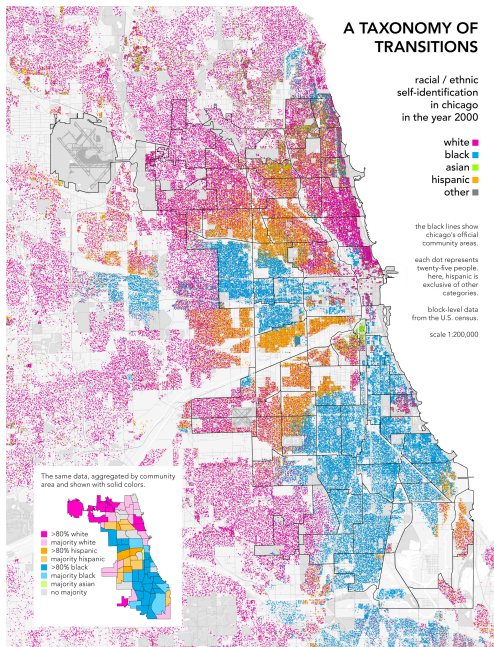 A TAXONOMY OF
TRANSITIONS
racial / ethnic
self-identification
in chicago
in the year 2000
white
black
asian
hispanic
other
the black lines show
chicago's official
community areas.
each dot represents
twenty-five people.
here, hispanic is
exclusive of other
categories.
block-level data
from the U.S. census.
scale 1:200,000
The same data, aggregated by community
area and shown with solid colors.
>80% white
majority white
>80% hispanic
majority hispanic
>80% black
majority black
majority asian
no majority